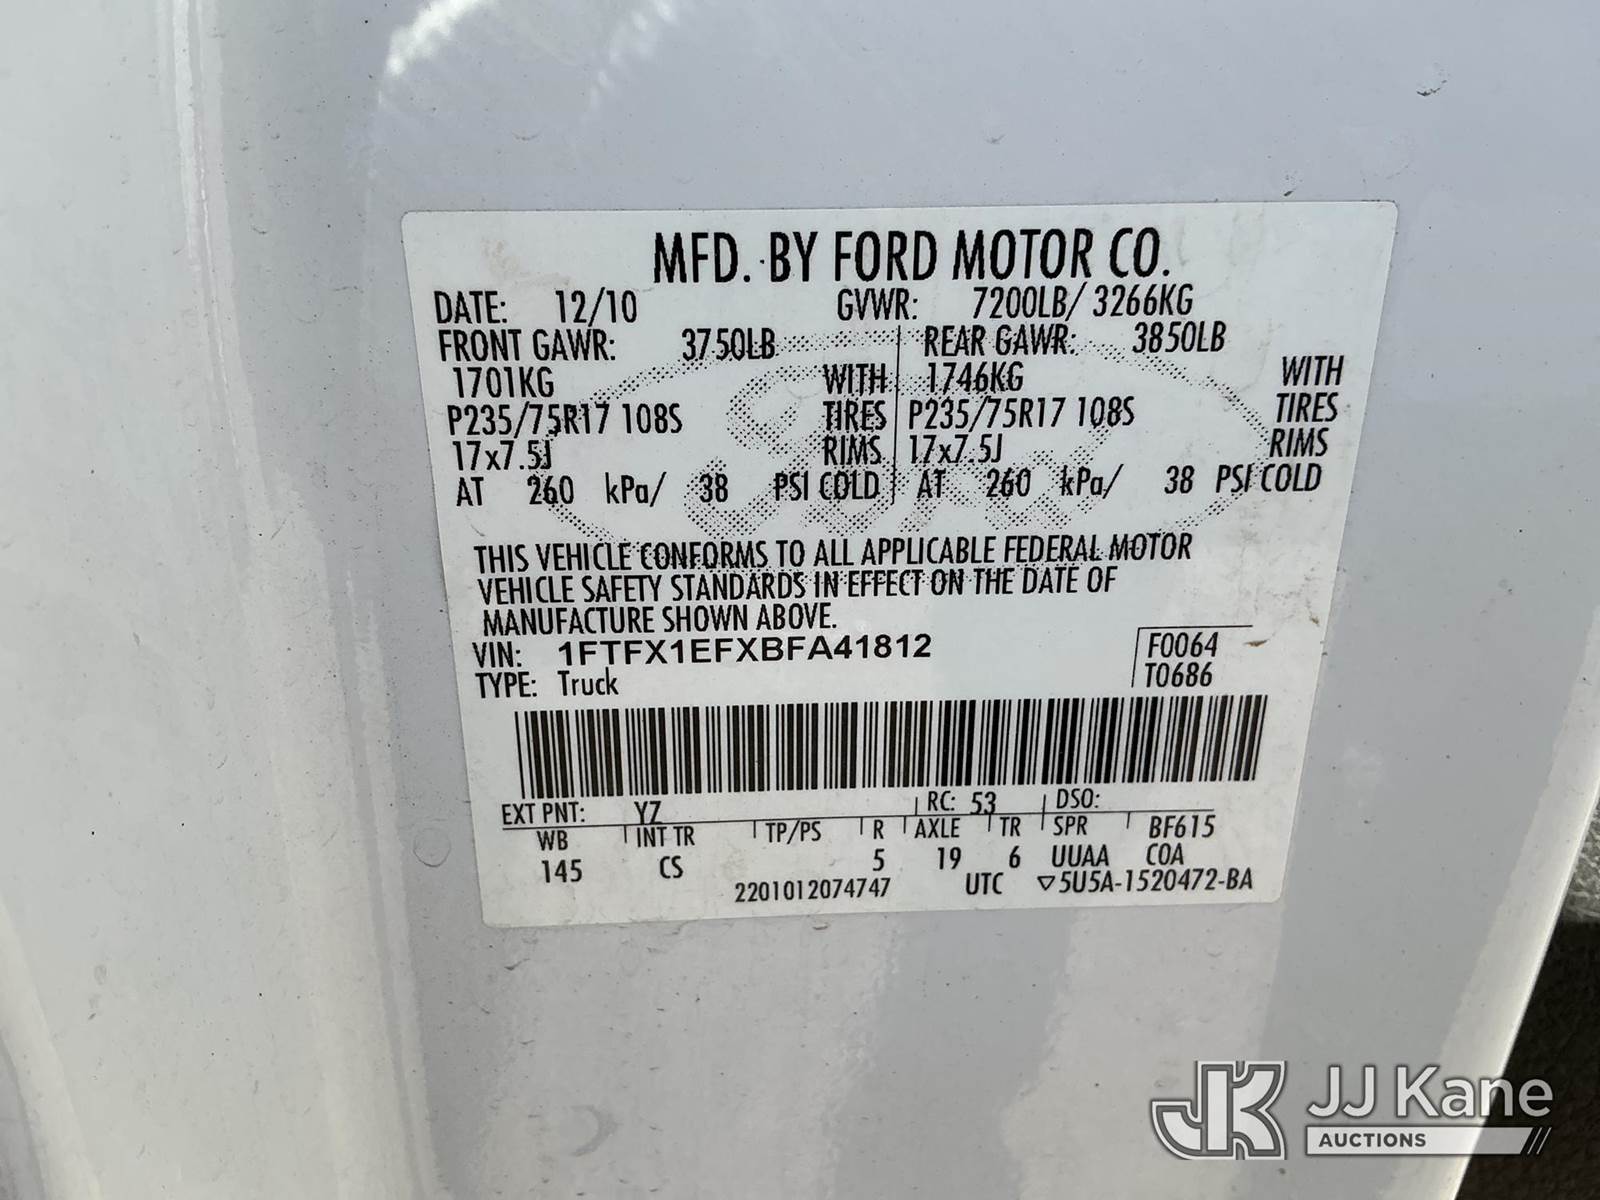 MFD. BY FORD MOTOR CO.
DATE: 12/10 GVWR: 7200LB/ 3266KG
FRONT GAWR: 3750LB REAR GAWR: 3850LB
1701KG WITH 1746KG WITH
P235/75R17 108S TIRES P235/75R17 108S TIRES
17x7.5J RIMS 17x7.5J RIMS
AT 260 kPa/ 38 PSI COLD AT 260 kPa/ 38 PSI COLD
THIS VEHICLE CONFORMS TO ALL APPLICABLE FEDERAL MOTOR
VEHICLE SAFETY STANDARDS IN EFFECT ON THE DATE OF
MANUFACTURE SHOWN ABOVE.
VIN: 1FTFX1EFXBFA41812 F0064
TYPE: Truck T0686
EXT PNT: YZ RC: 53 DSO:
WB INT TR TP/PS R AXLE TR SPR BF615
145 CS 5 19 6 UUAA COA
2201012074747 UTC ▽5U5A-1520472-BA
Ford
JK JJ Kane
AUCTIONS